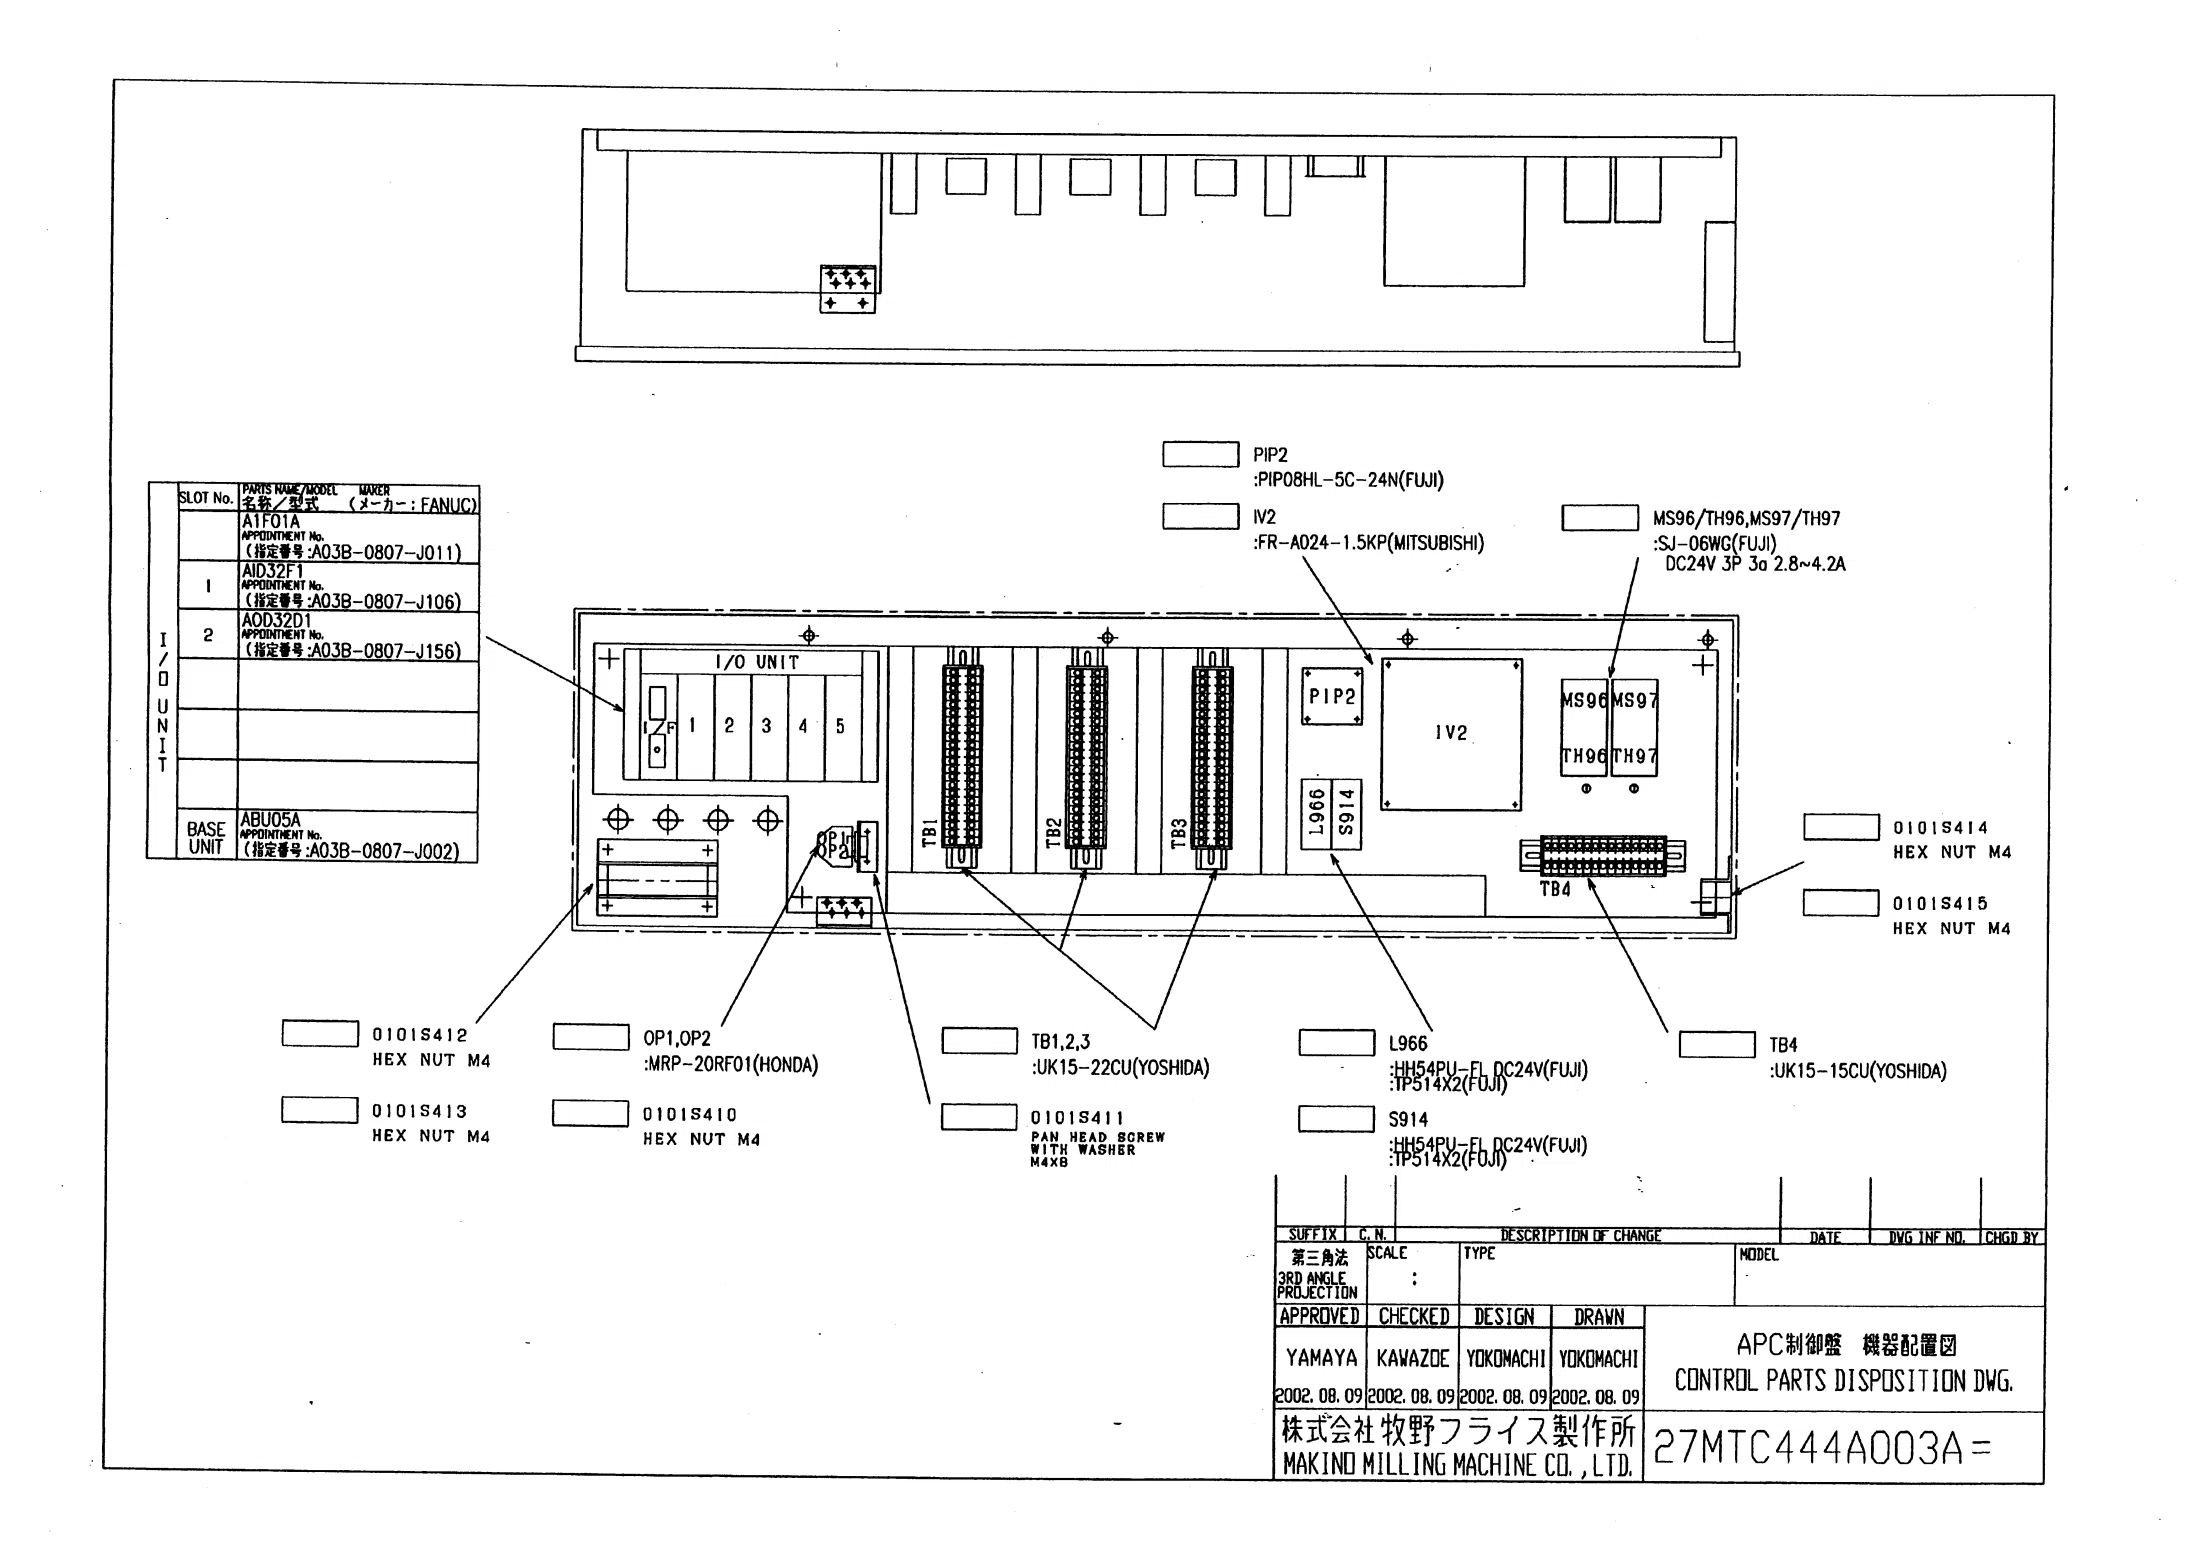 PIP2
:PIP08HL-5C-24N(FUJI)
IV2
:FR-A024-1.5KP(MITSUBISHI)
MS96/TH96,MS97/TH97
:SJ-06WG(FUJI)
DC24V 3P 3a 2.8~4.2A
I/O UNIT
SLOT No.
PARTS NAME/MODEL MAKER
名称／型式 (メーカー:FANUC)
A1F01A
APPOINTMENT No.
(指定番号:A03B-0807-J011)
1
AID32F1
APPOINTMENT No.
(指定番号:A03B-0807-J106)
2
AOD32D1
APPOINTMENT No.
(指定番号:A03B-0807-J156)
BASE UNIT
ABU05A
APPOINTMENT No.
(指定番号:A03B-0807-J002)
I/O UNIT
I/F 1 2 3 4 5
OP1
OP2
TB1
TB2
TB3
PIP2
L966
S914
IV2
MS96 MS97
TH96 TH97
TB4
0101S414
HEX NUT M4
0101S415
HEX NUT M4
0101S412
HEX NUT M4
0101S413
HEX NUT M4
OP1,OP2
:MRP-20RF01(HONDA)
0101S410
HEX NUT M4
TB1,2,3
:UK15-22CU(YOSHIDA)
0101S411
PAN HEAD SCREW
WITH WASHER
M4X8
L966
:HH54PU-FL DC24V(FUJI)
:TP514X2(FUJI)
S914
:HH54PU-FL DC24V(FUJI)
:TP514X2(FUJI)
TB4
:UK15-15CU(YOSHIDA)
SUFFIX C.N. DESCRIPTION OF CHANGE DATE DWG INF NO. CHGD BY
第三角法
3RD ANGLE
PROJECTION
SCALE
:
TYPE
MODEL
APPROVED CHECKED DESIGN DRAWN
YAMAYA KAWAZOE YOKOMACHI YOKOMACHI
2002.08.09 2002.08.09 2002.08.09 2002.08.09
APC制御盤 機器配置図
CONTROL PARTS DISPOSITION DWG.
株式会社牧野フライス製作所
MAKINO MILLING MACHINE CO.,LTD.
27MTC444A003A=